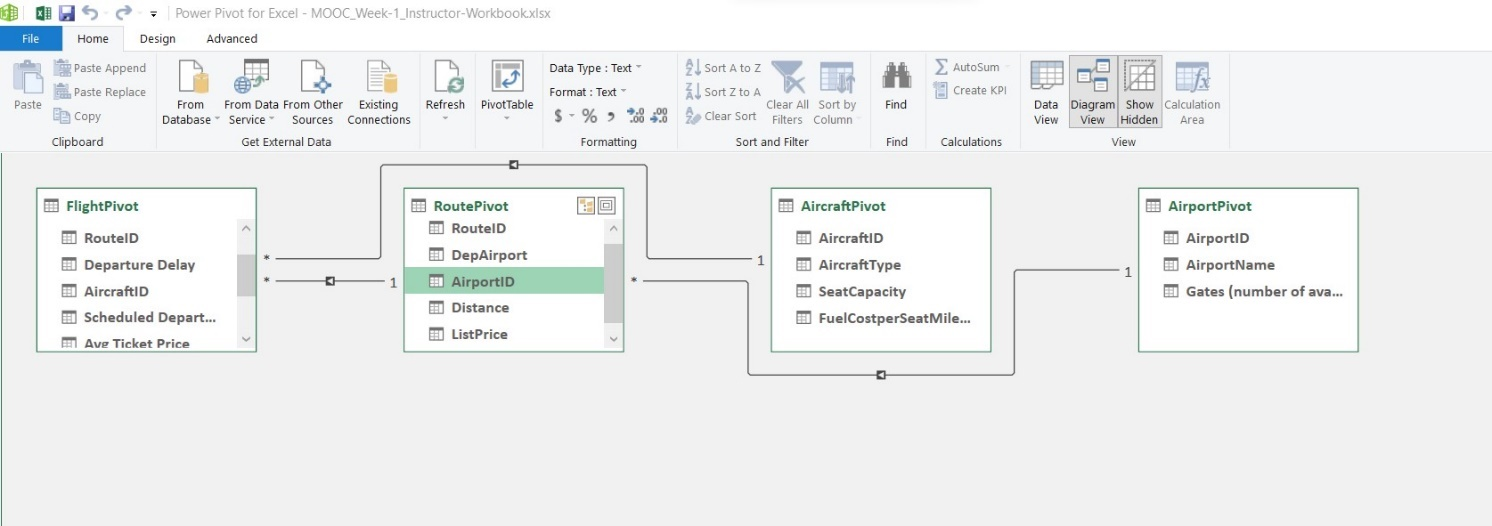 Power Pivot for Excel - MOOC_Week-1_Instructor-Workbook.xlsx
File Home Design Advanced
Paste
Paste Append
Paste Replace
Copy
Clipboard
From Database
From Data Service
From Other Sources
Existing Connections
Get External Data
Refresh
PivotTable
Data Type : Text
Format : Text
$ % , .0 .00 .00 .0
Formatting
Sort A to Z
Sort Z to A
Clear Sort
Clear All Filters
Sort by Column
Sort and Filter
Find
Find
AutoSum
Create KPI
Calculations
Data View
Diagram View
Show Hidden
Calculation Area
View
FlightPivot
RouteID
Departure Delay
AircraftID
Scheduled Depart...
Avg Ticket Price
*
*
1
RoutePivot
RouteID
DepAirport
AirportID
Distance
ListPrice
*
1
AircraftPivot
AircraftID
AircraftType
SeatCapacity
FuelCostperSeatMile...
1
AirportPivot
AirportID
AirportName
Gates (number of ava...